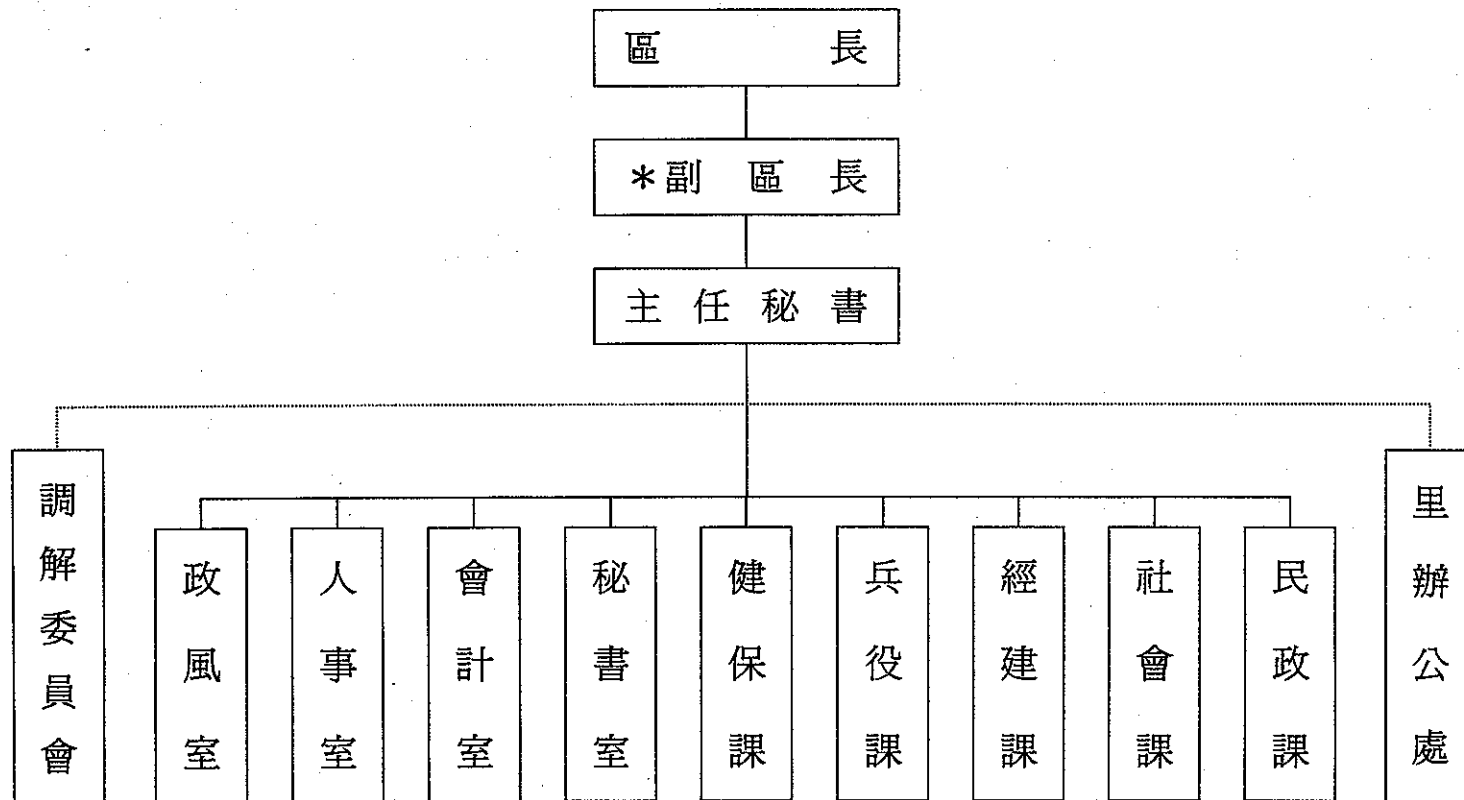 區長
*副區長
主任秘書
調解委員會
政風室
人事室
會計室
秘書室
健保課
兵役課
經建課
社會課
民政課
里辦公處